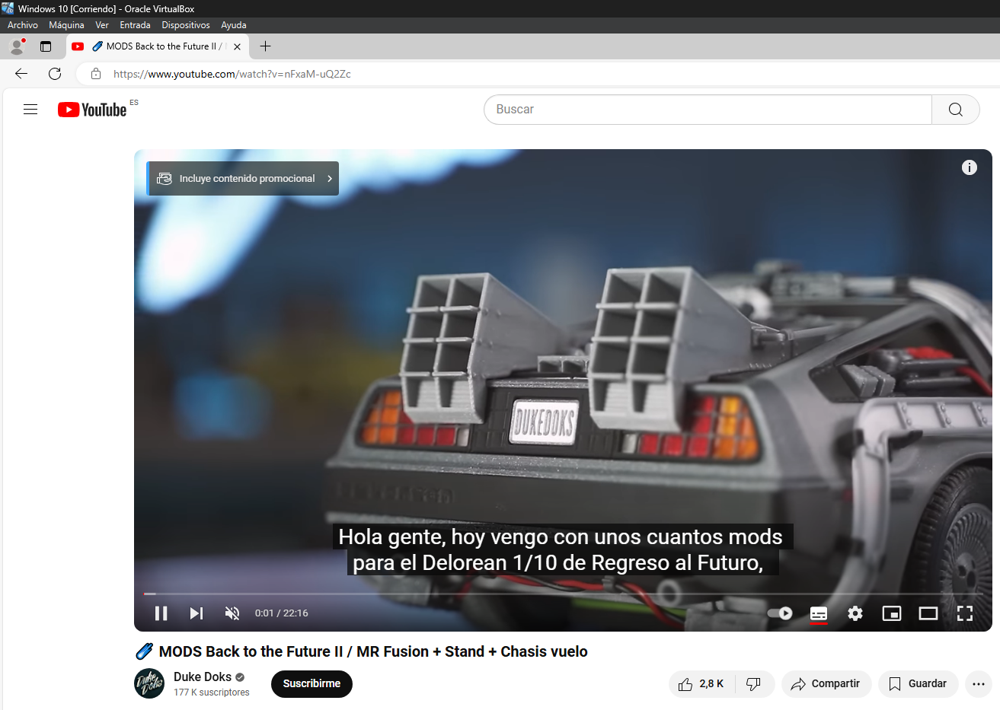 Windows 10 [Corriendo] - Oracle VirtualBox
Archivo Máquina Ver Entrada Dispositivos Ayuda
MODS Back to the Future II /
https://www.youtube.com/watch?v=nFxaM-uQ2Zc
YouTube ES
Buscar
Incluye contenido promocional
DUKEDOKS
Hola gente, hoy vengo con unos cuantos mods
para el Delorean 1/10 de Regreso al Futuro,
0:01 / 22:16
MODS Back to the Future II / MR Fusion + Stand + Chasis vuelo
Duke Doks
Duke Doks
177 K suscriptores
Suscribirme
2,8 K
Compartir
Guardar